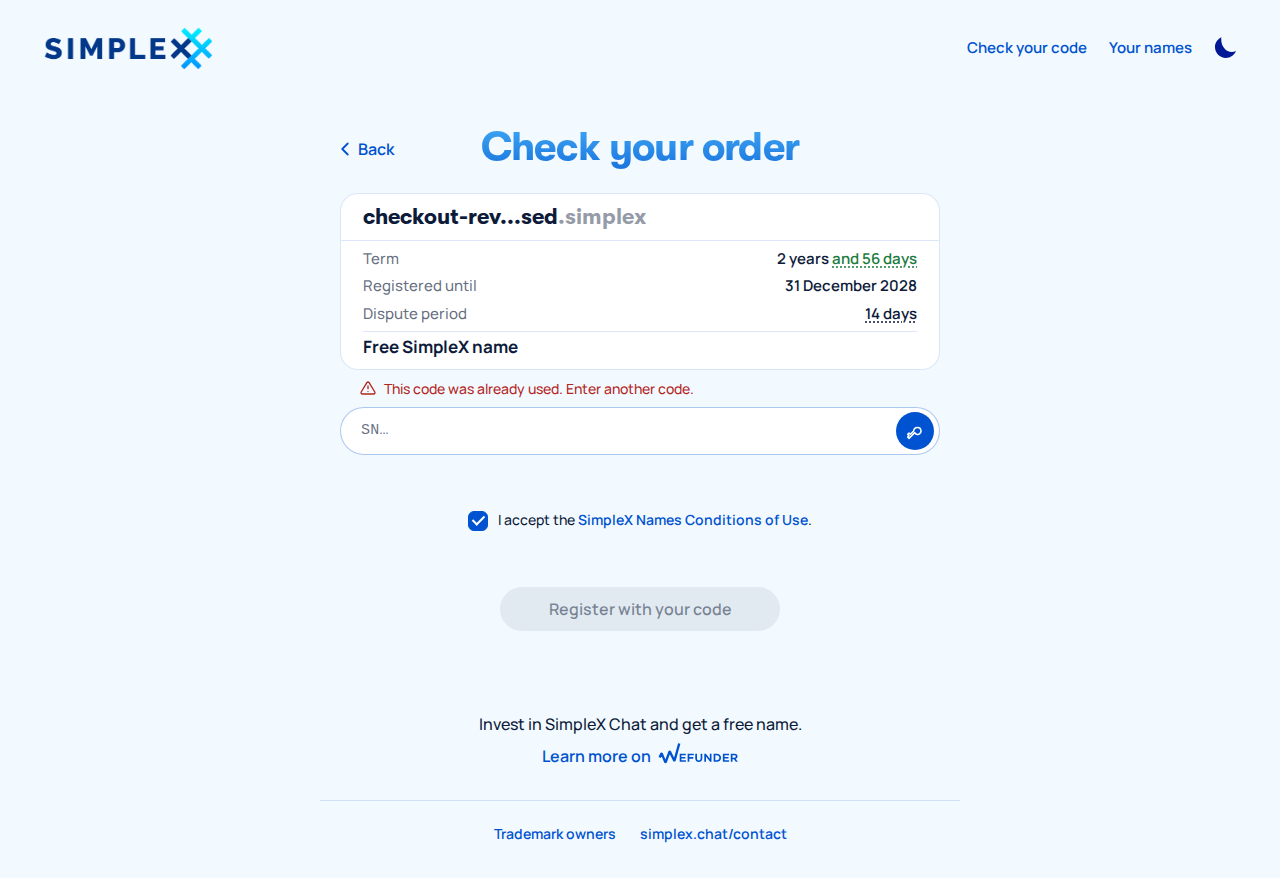 SIMPLEX
Check your code
Your names
Back
Check your order
checkout-rev...sed.simplex
Term
2 years and 56 days
Registered until
31 December 2028
Dispute period
14 days
Free SimpleX name
This code was already used. Enter another code.
SN…
I accept the SimpleX Names Conditions of Use.
Register with your code
Invest in SimpleX Chat and get a free name.
Learn more on WEFUNDER
Trademark owners
simplex.chat/contact